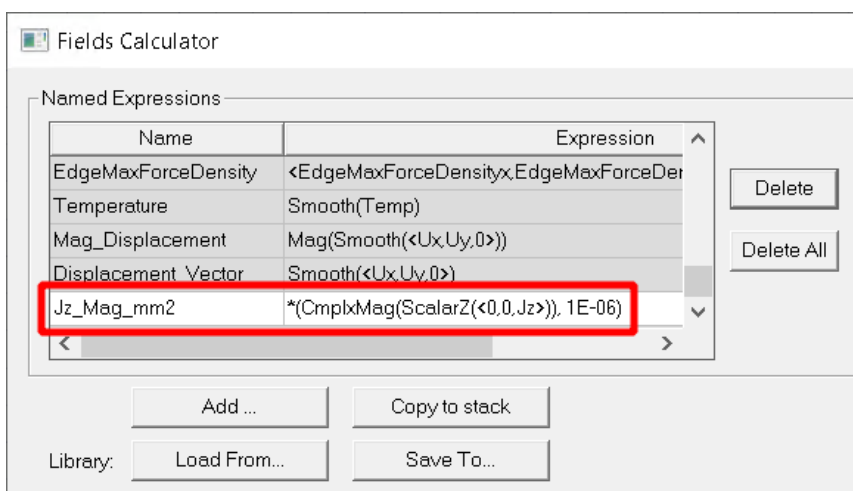 Fields Calculator
Named Expressions
Name Expression
EdgeMaxForceDensity <EdgeMaxForceDensityx,EdgeMaxForceDer
Temperature Smooth(Temp)
Mag_Displacement Mag(Smooth(<Ux,Uy,0>))
Displacement_Vector Smooth(<Ux,Uy,0>)
Jz_Mag_mm2 *(CmplxMag(ScalarZ(<0,0,Jz>)), 1E-06)
Delete
Delete All
Add ... Copy to stack
Library: Load From... Save To...